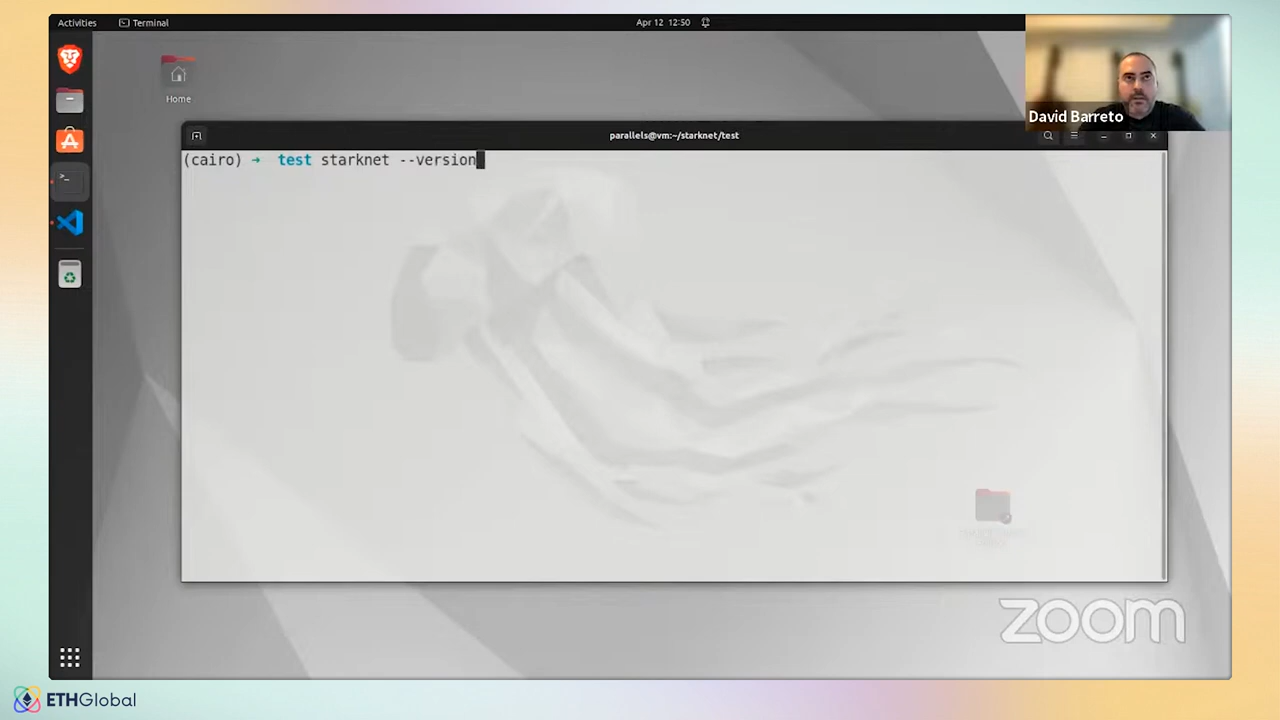 Activities
Terminal
Apr 12 12:50
Home
David Barreto
parallels@vm:~/starknet/test
(cairo) → test starknet --version
zoom
ETHGlobal